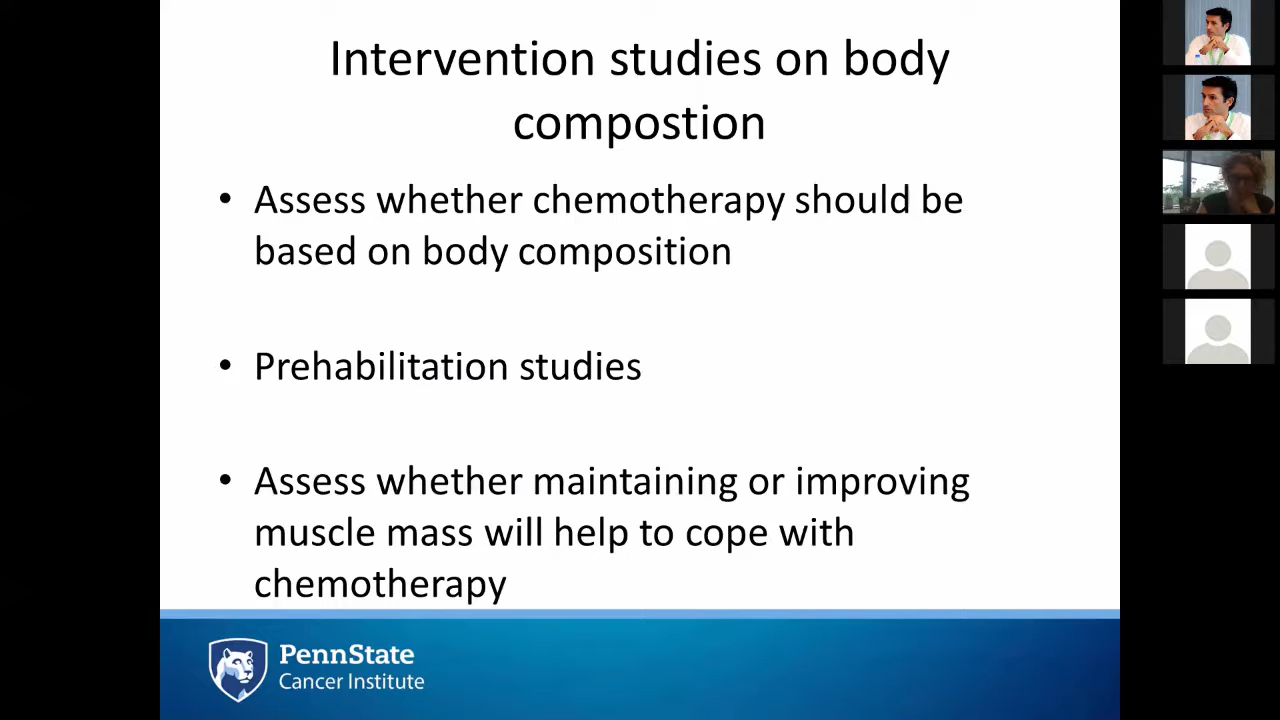 Intervention studies on body
compostion
• Assess whether chemotherapy should be
based on body composition
• Prehabilitation studies
• Assess whether maintaining or improving
muscle mass will help to cope with
chemotherapy
PennState
Cancer Institute